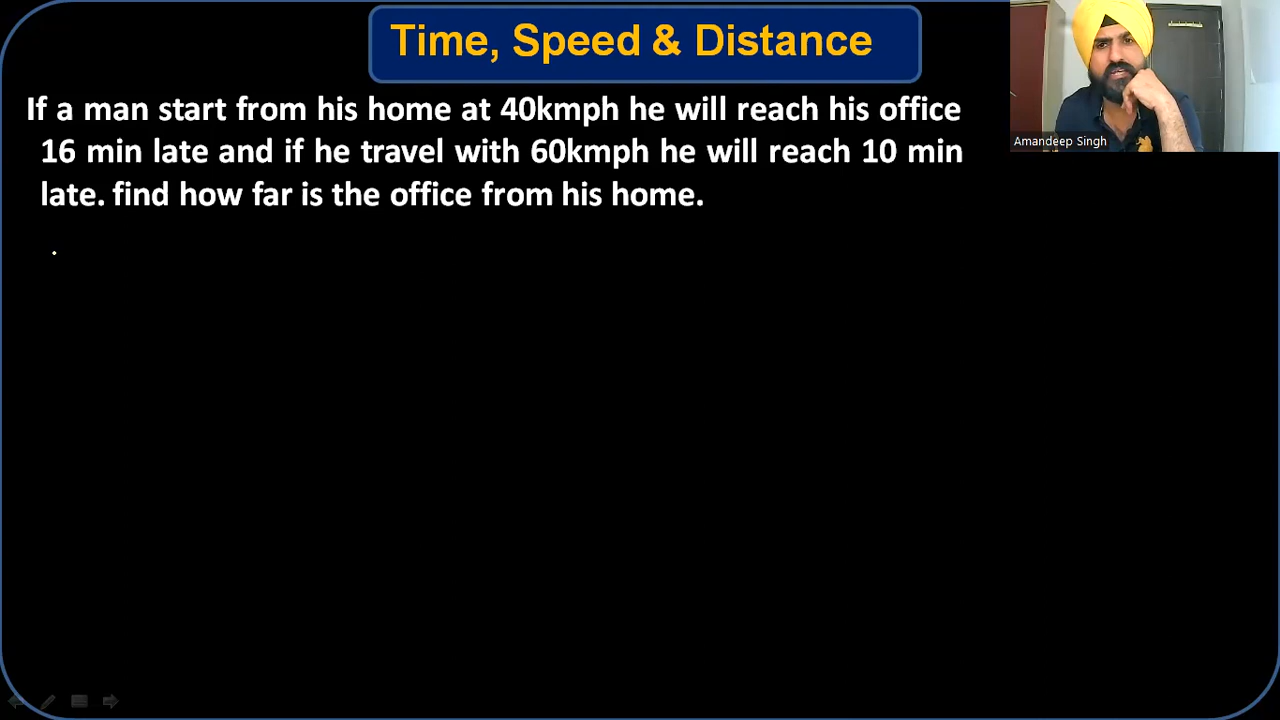 Time, Speed & Distance
If a man start from his home at 40kmph he will reach his office
16 min late and if he travel with 60kmph he will reach 10 min
late. find how far is the office from his home.
Amandeep Singh